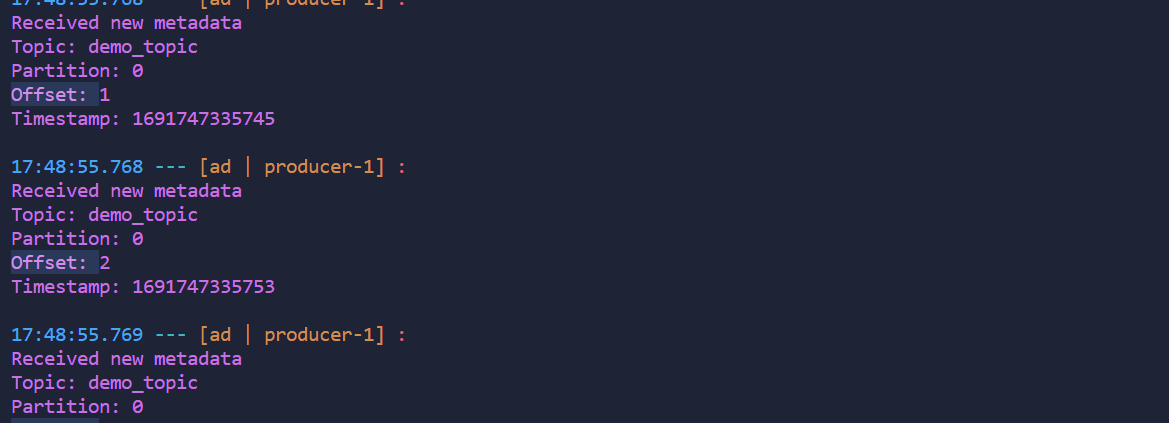 17:48:55.768 --- [ad | producer-1] :
Received new metadata
Topic: demo_topic
Partition: 0
Offset: 1
Timestamp: 1691747335745
17:48:55.768 --- [ad | producer-1] :
Received new metadata
Topic: demo_topic
Partition: 0
Offset: 2
Timestamp: 1691747335753
17:48:55.769 --- [ad | producer-1] :
Received new metadata
Topic: demo_topic
Partition: 0